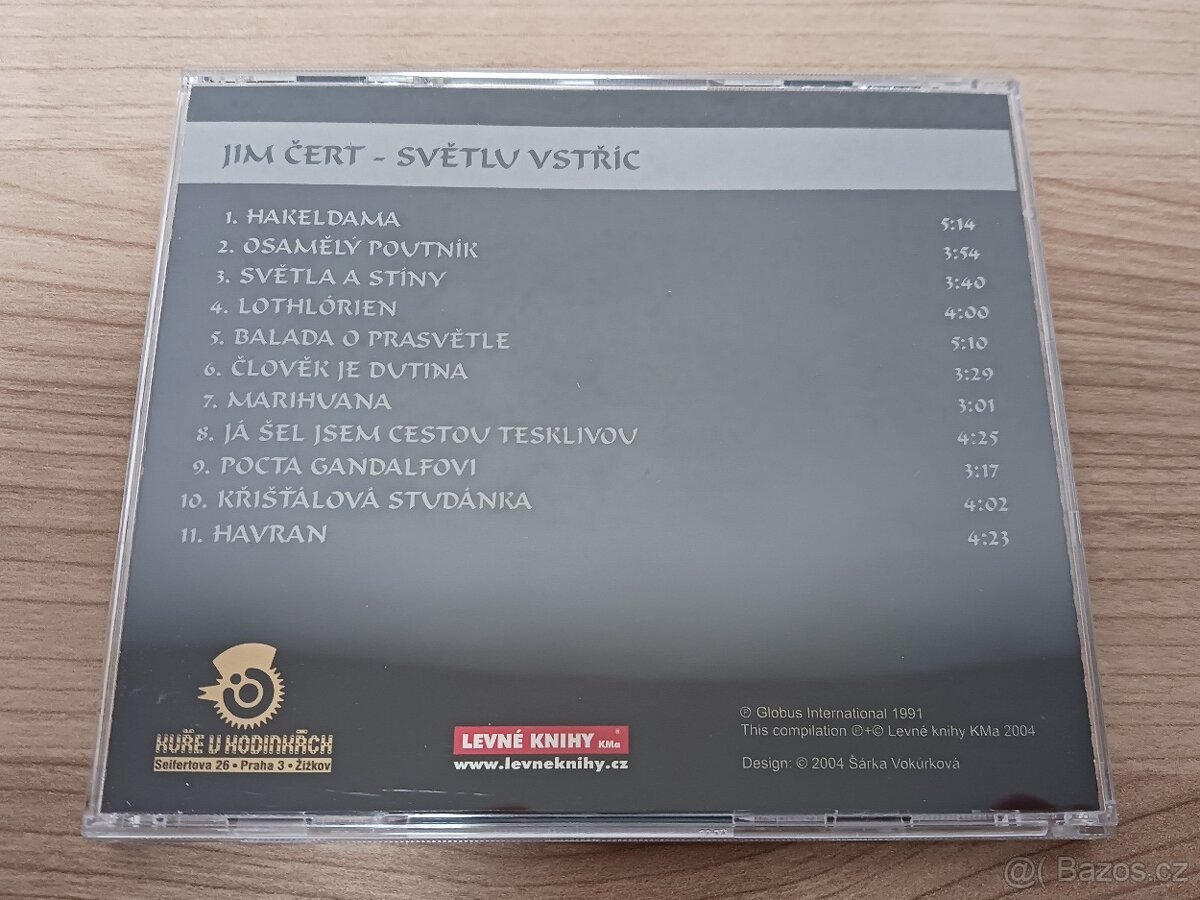 JIM ČERT - SVĚTLU VSTŘÍC
1. HAKELDAMA 5:14
2. OSAMĚLÝ POUTNÍK 3:54
3. SVĚTLA A STÍNY 3:40
4. LOTHLÓRIEN 4:00
5. BALADA O PRASVĚTLE 5:10
6. ČLOVĚK JE DUTINA 3:29
7. MARIHUANA 3:01
8. JÁ ŠEL JSEM CESTOU TESKLIVOU 4:25
9. POCTA GANDALFOVI 3:17
10. KŘIŠŤÁLOVÁ STUDÁNKA 4:02
11. HAVRAN 4:23
KUŘE V HODINKÁCH
Seifertova 26 • Praha 3 • Žižkov
LEVNÉ KNIHY KMa ®
www.levneknihy.cz
℗ Globus International 1991
This compilation ℗+© Levné knihy KMa 2004
Design: © 2004 Šárka Vokůrková
@( Bazos.cz